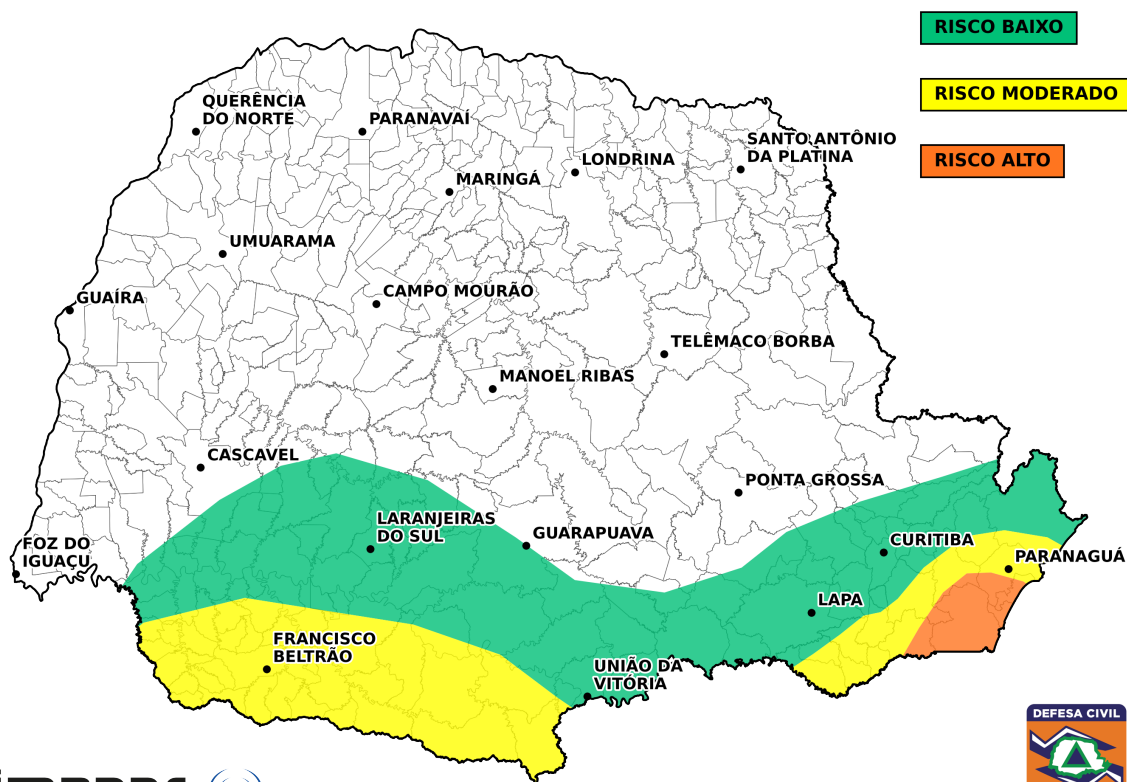 RISCO BAIXO
RISCO MODERADO
RISCO ALTO
QUERÊNCIA
DO NORTE
PARANAVAÍ
SANTO ANTÔNIO
DA PLATINA
LONDRINA
MARINGÁ
UMUARAMA
CAMPO MOURÃO
GUAÍRA
TELÊMACO BORBA
MANOEL RIBAS
CASCAVEL
PONTA GROSSA
LARANJEIRAS
DO SUL
GUARAPUAVA
FOZ DO
IGUAÇU
CURITIBA
PARANAGUÁ
LAPA
FRANCISCO
BELTRÃO
UNIÃO DA
VITÓRIA
DEFESA CIVIL